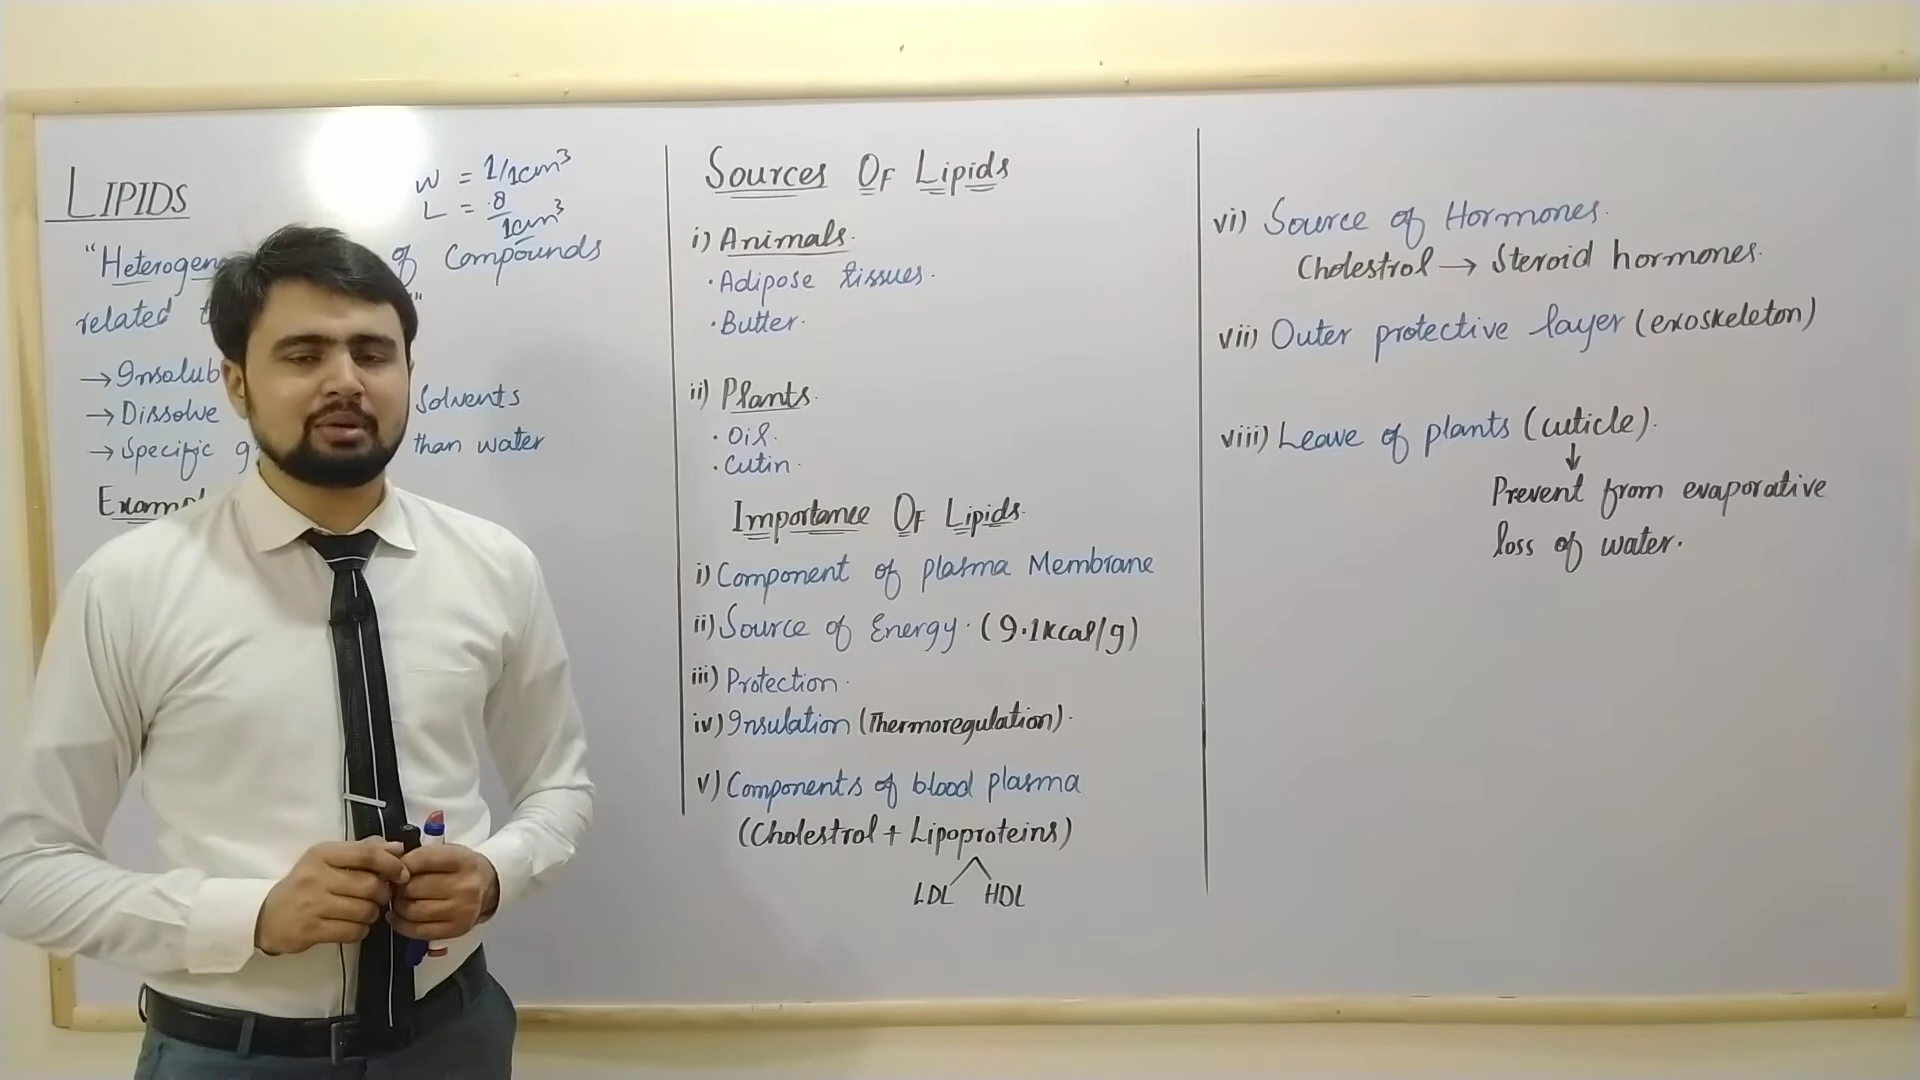 LIPIDS
W = 1/1cm³
L = .8/1cm³
"Heterogen of Compounds
related "
→ Insolub
→ Dissolve Solvents
→ Specific than water
Exam
Sources Of Lipids
i) Animals.
· Adipose tissues.
· Butter.
ii) Plants.
· Oil.
· Cutin.
Importance Of Lipids.
i) Component of plasma Membrane
ii) Source of Energy. (9.1kcal/g)
iii) Protection.
iv) Insulation (Thermoregulation).
v) Components of blood plasma
(Cholestrol + Lipoproteins)
LDL HDL
vi) Source of Hormones.
Cholestrol → Steroid hormones.
vii) Outer protective layer (exoskeleton)
viii) Leave of plants (cuticle).
↓
Prevent from evaporative
loss of water.